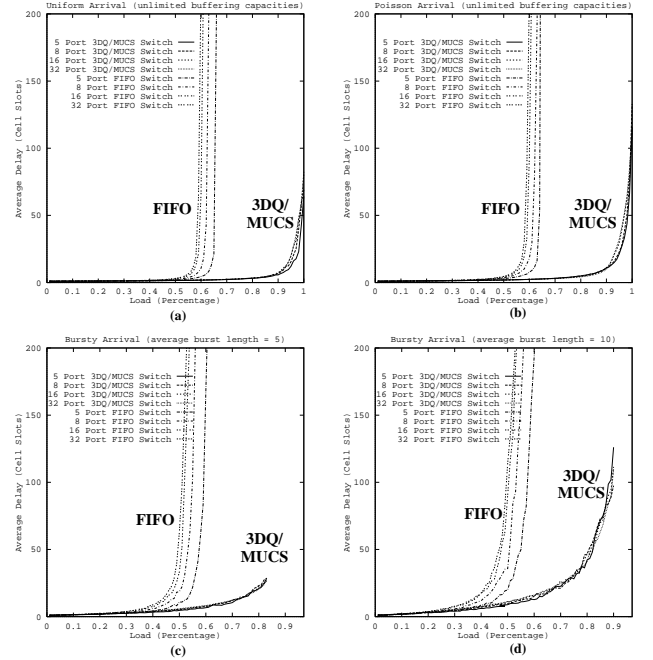 Uniform Arrival (unlimited buffering capacities)
200
150
100
50
0
Average Delay (Cell Slots)
5 Port 3DQ/MUCS Switch
8 Port 3DQ/MUCS Switch
16 Port 3DQ/MUCS Switch
32 Port 3DQ/MUCS Switch
5 Port FIFO Switch
8 Port FIFO Switch
16 Port FIFO Switch
32 Port FIFO Switch
FIFO
3DQ/
MUCS
0 0.1 0.2 0.3 0.4 0.5 0.6 0.7 0.8 0.9 1
Load (Percentage)
(a)
Poisson Arrival (unlimited buffering capacities)
200
150
100
50
0
Average Delay (Cell Slots)
5 Port 3DQ/MUCS Switch
8 Port 3DQ/MUCS Switch
16 Port 3DQ/MUCS Switch
32 Port 3DQ/MUCS Switch
5 Port FIFO Switch
8 Port FIFO Switch
16 Port FIFO Switch
32 Port FIFO Switch
FIFO
3DQ/
MUCS
0 0.1 0.2 0.3 0.4 0.5 0.6 0.7 0.8 0.9 1
Load (Percentage)
(b)
Bursty Arrival (average burst length = 5)
200
150
100
50
0
Average Delay (Cell Slots)
5 Port 3DQ/MUCS Switch
8 Port 3DQ/MUCS Switch
16 Port 3DQ/MUCS Switch
32 Port 3DQ/MUCS Switch
5 Port FIFO Switch
8 Port FIFO Switch
16 Port FIFO Switch
32 Port FIFO Switch
FIFO
3DQ/
MUCS
0 0.1 0.2 0.3 0.4 0.5 0.6 0.7 0.8 0.9
Load (Percentage)
(c)
Bursty Arrival (average burst length = 10)
200
150
100
50
0
Average Delay (Cell Slots)
5 Port 3DQ/MUCS Switch
8 Port 3DQ/MUCS Switch
16 Port 3DQ/MUCS Switch
32 Port 3DQ/MUCS Switch
5 Port FIFO Switch
8 Port FIFO Switch
16 Port FIFO Switch
32 Port FIFO Switch
FIFO
3DQ/
MUCS
0 0.1 0.2 0.3 0.4 0.5 0.6 0.7 0.8 0.9
Load (Percentage)
(d)